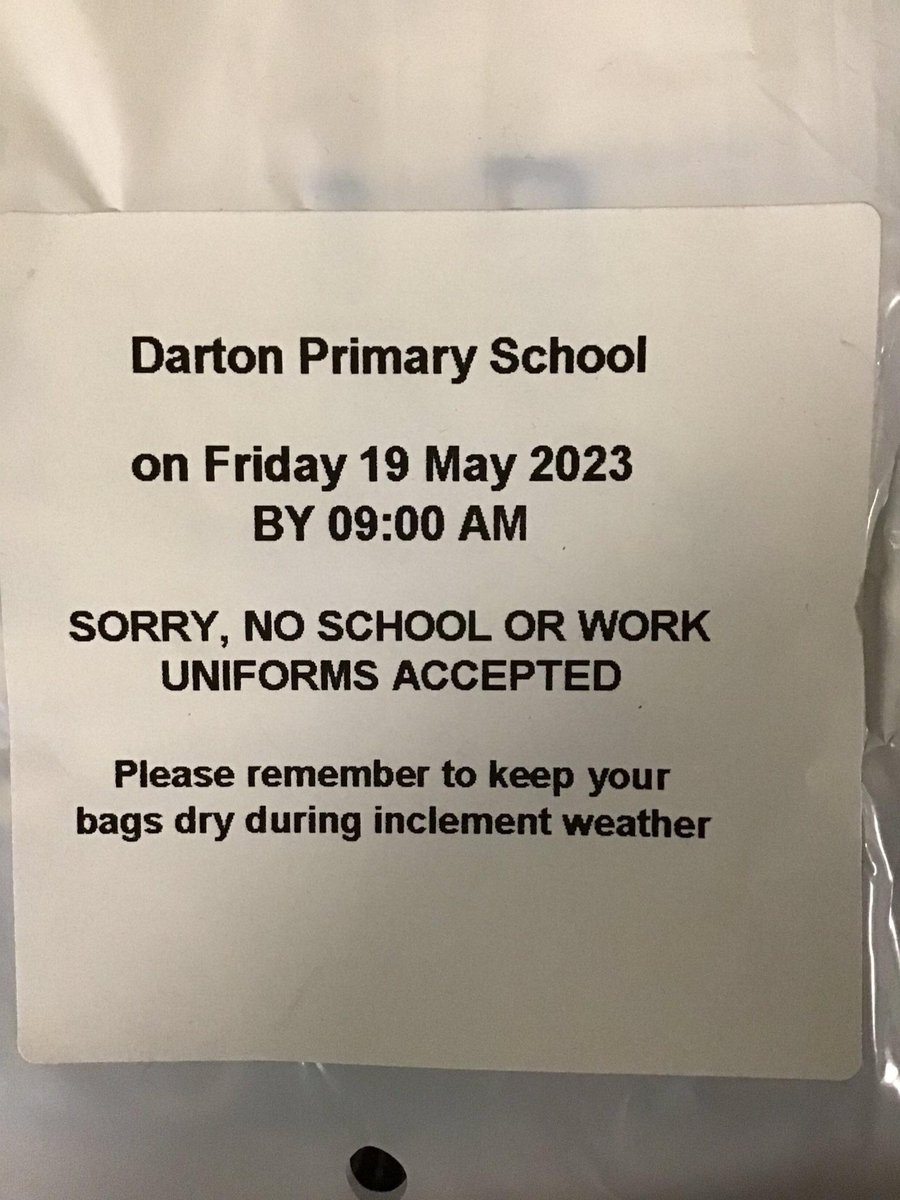 Darton Primary School
on Friday 19 May 2023
BY 09:00 AM
SORRY, NO SCHOOL OR WORK
UNIFORMS ACCEPTED
Please remember to keep your
bags dry during inclement weather